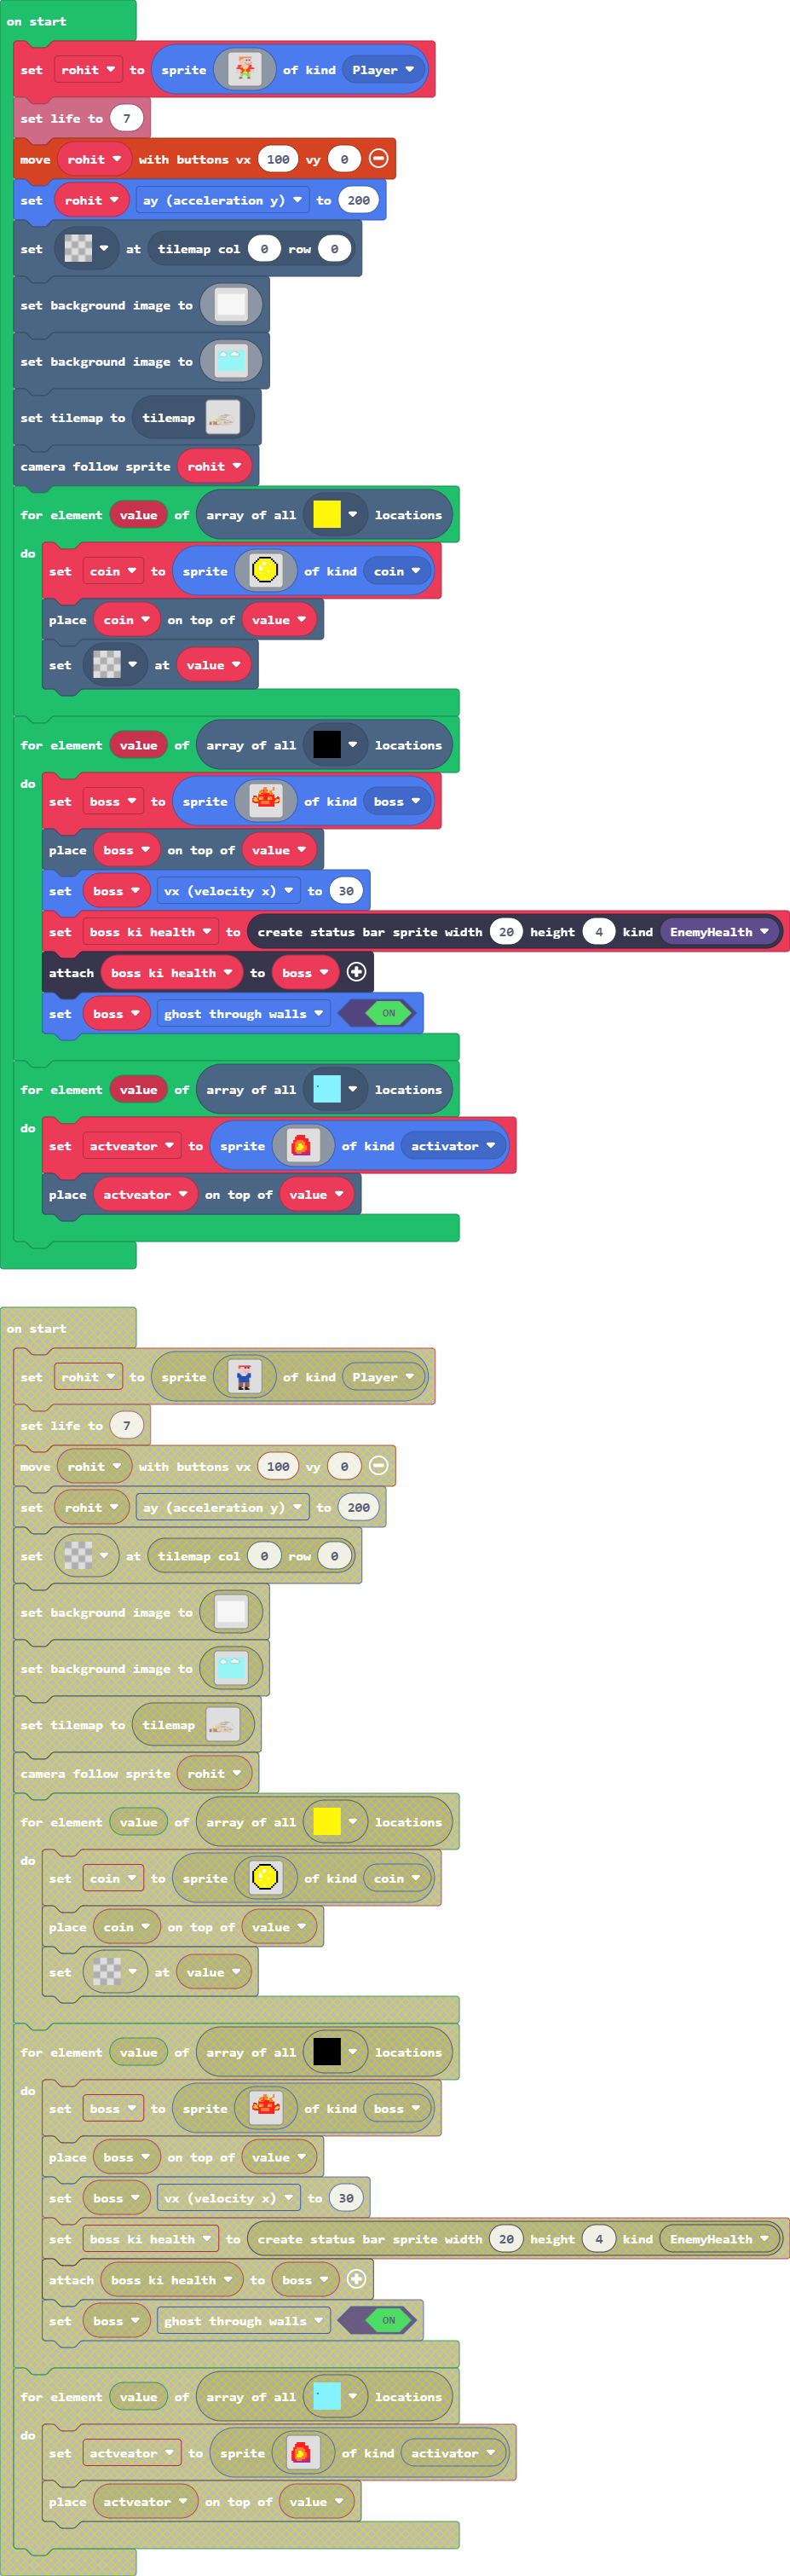 on start
set rohit to sprite of kind Player
set life to 7
move rohit with buttons vx 100 vy 0
set rohit ay (acceleration y) to 200
set at tilemap col 0 row 0
set background image to
set background image to
set tilemap to tilemap
camera follow sprite rohit
for element value of array of all locations
do
set coin to sprite of kind coin
place coin on top of value
set at value
for element value of array of all locations
do
set boss to sprite of kind boss
place boss on top of value
set boss vx (velocity x) to 30
set boss ki health to create status bar sprite width 20 height 4 kind EnemyHealth
attach boss ki health to boss
set boss ghost through walls ON
for element value of array of all locations
do
set actveator to sprite of kind activator
place actveator on top of value
on start
set rohit to sprite of kind Player
set life to 7
move rohit with buttons vx 100 vy 0
set rohit ay (acceleration y) to 200
set at tilemap col 0 row 0
set background image to
set background image to
set tilemap to tilemap
camera follow sprite rohit
for element value of array of all locations
do
set coin to sprite of kind coin
place coin on top of value
set at value
for element value of array of all locations
do
set boss to sprite of kind boss
place boss on top of value
set boss vx (velocity x) to 30
set boss ki health to create status bar sprite width 20 height 4 kind EnemyHealth
attach boss ki health to boss
set boss ghost through walls ON
for element value of array of all locations
do
set actveator to sprite of kind activator
place actveator on top of value